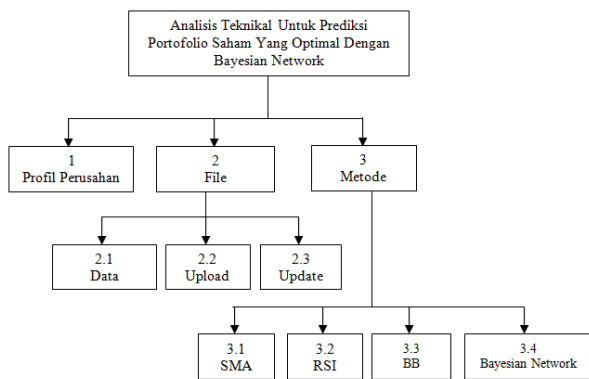 Analisis Teknikal Untuk Prediksi
Portofolio Saham Yang Optimal Dengan
Bayesian Network
1
Profil Perusahan
2
File
3
Metode
2.1
Data
2.2
Upload
2.3
Update
3.1
SMA
3.2
RSI
3.3
BB
3.4
Bayesian Network